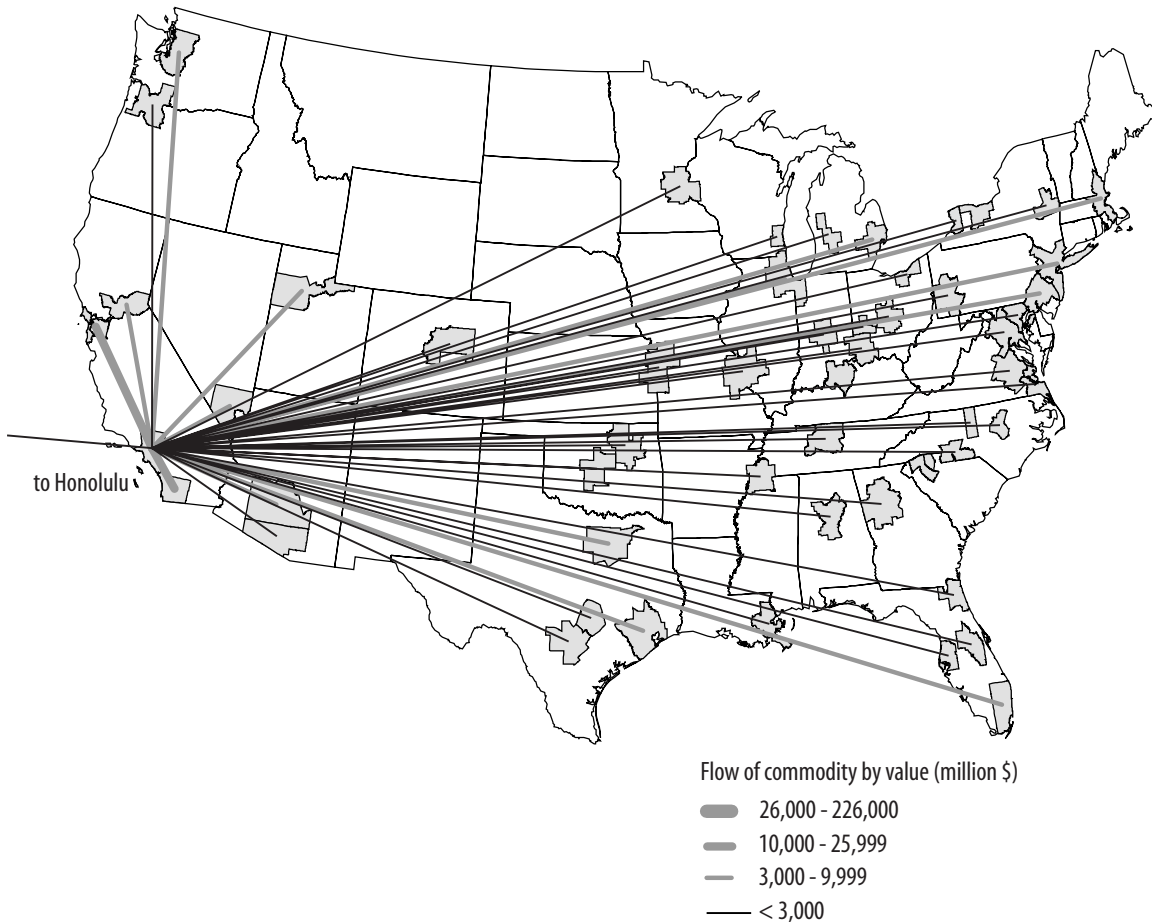 to Honolulu
Flow of commodity by value (million $)
26,000 - 226,000
10,000 - 25,999
3,000 - 9,999
< 3,000